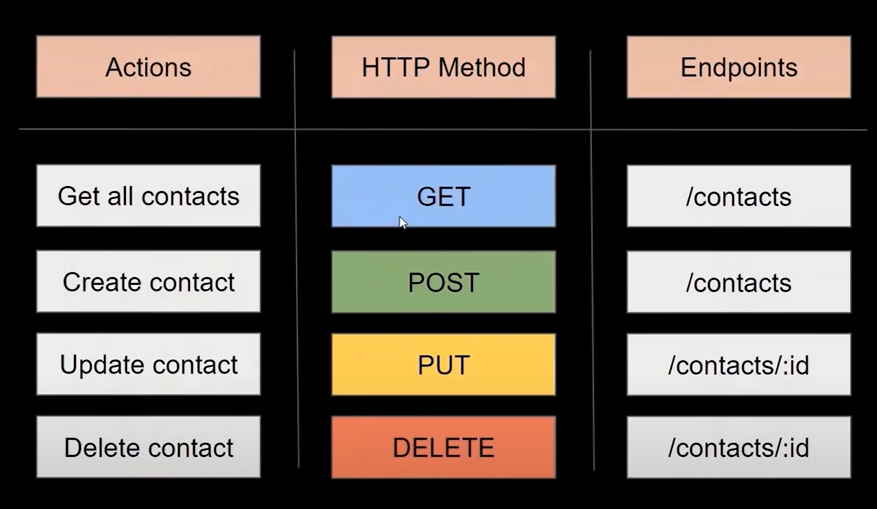 Actions
HTTP Method
Endpoints
Get all contacts
GET
/contacts
Create contact
POST
/contacts
Update contact
PUT
/contacts/:id
Delete contact
DELETE
/contacts/:id